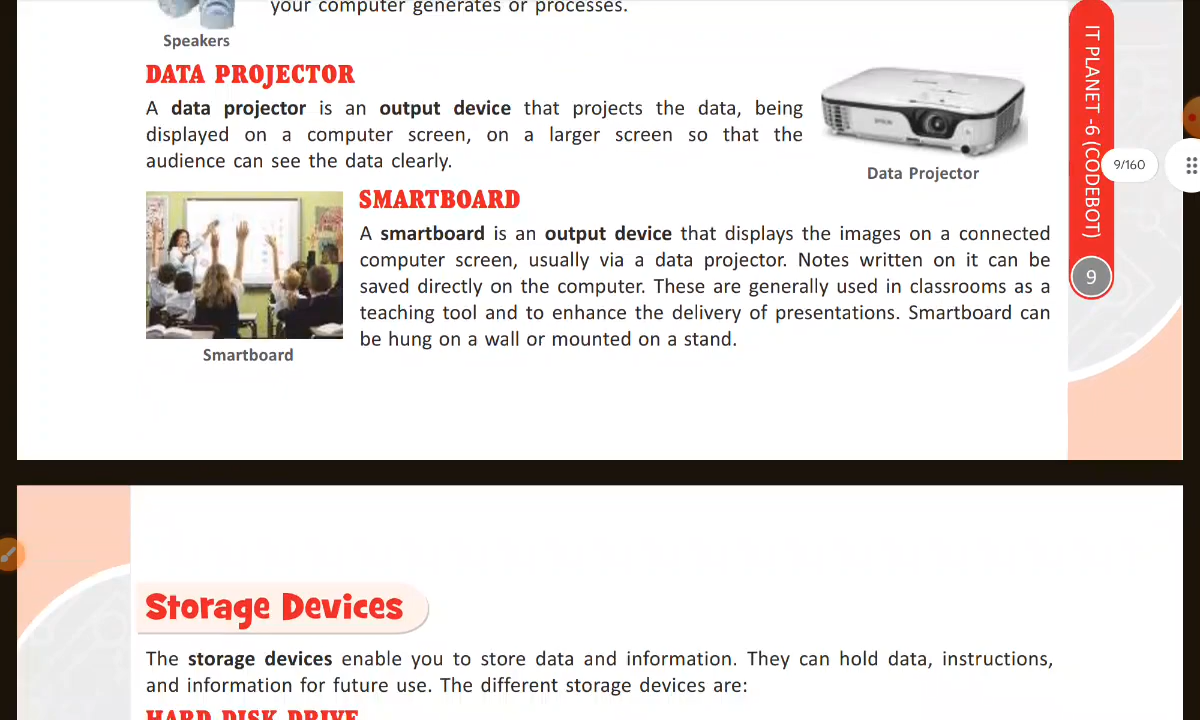 your computer generates or processes.
Speakers
DATA PROJECTOR
A data projector is an output device that projects the data, being
displayed on a computer screen, on a larger screen so that the
audience can see the data clearly.
Data Projector
SMARTBOARD
A smartboard is an output device that displays the images on a connected
computer screen, usually via a data projector. Notes written on it can be
saved directly on the computer. These are generally used in classrooms as a
teaching tool and to enhance the delivery of presentations. Smartboard can
be hung on a wall or mounted on a stand.
Smartboard
IT PLANET -6 (CODEBOT)
9/160
9
Storage Devices
The storage devices enable you to store data and information. They can hold data, instructions,
and information for future use. The different storage devices are:
HARD DISK DRIVE